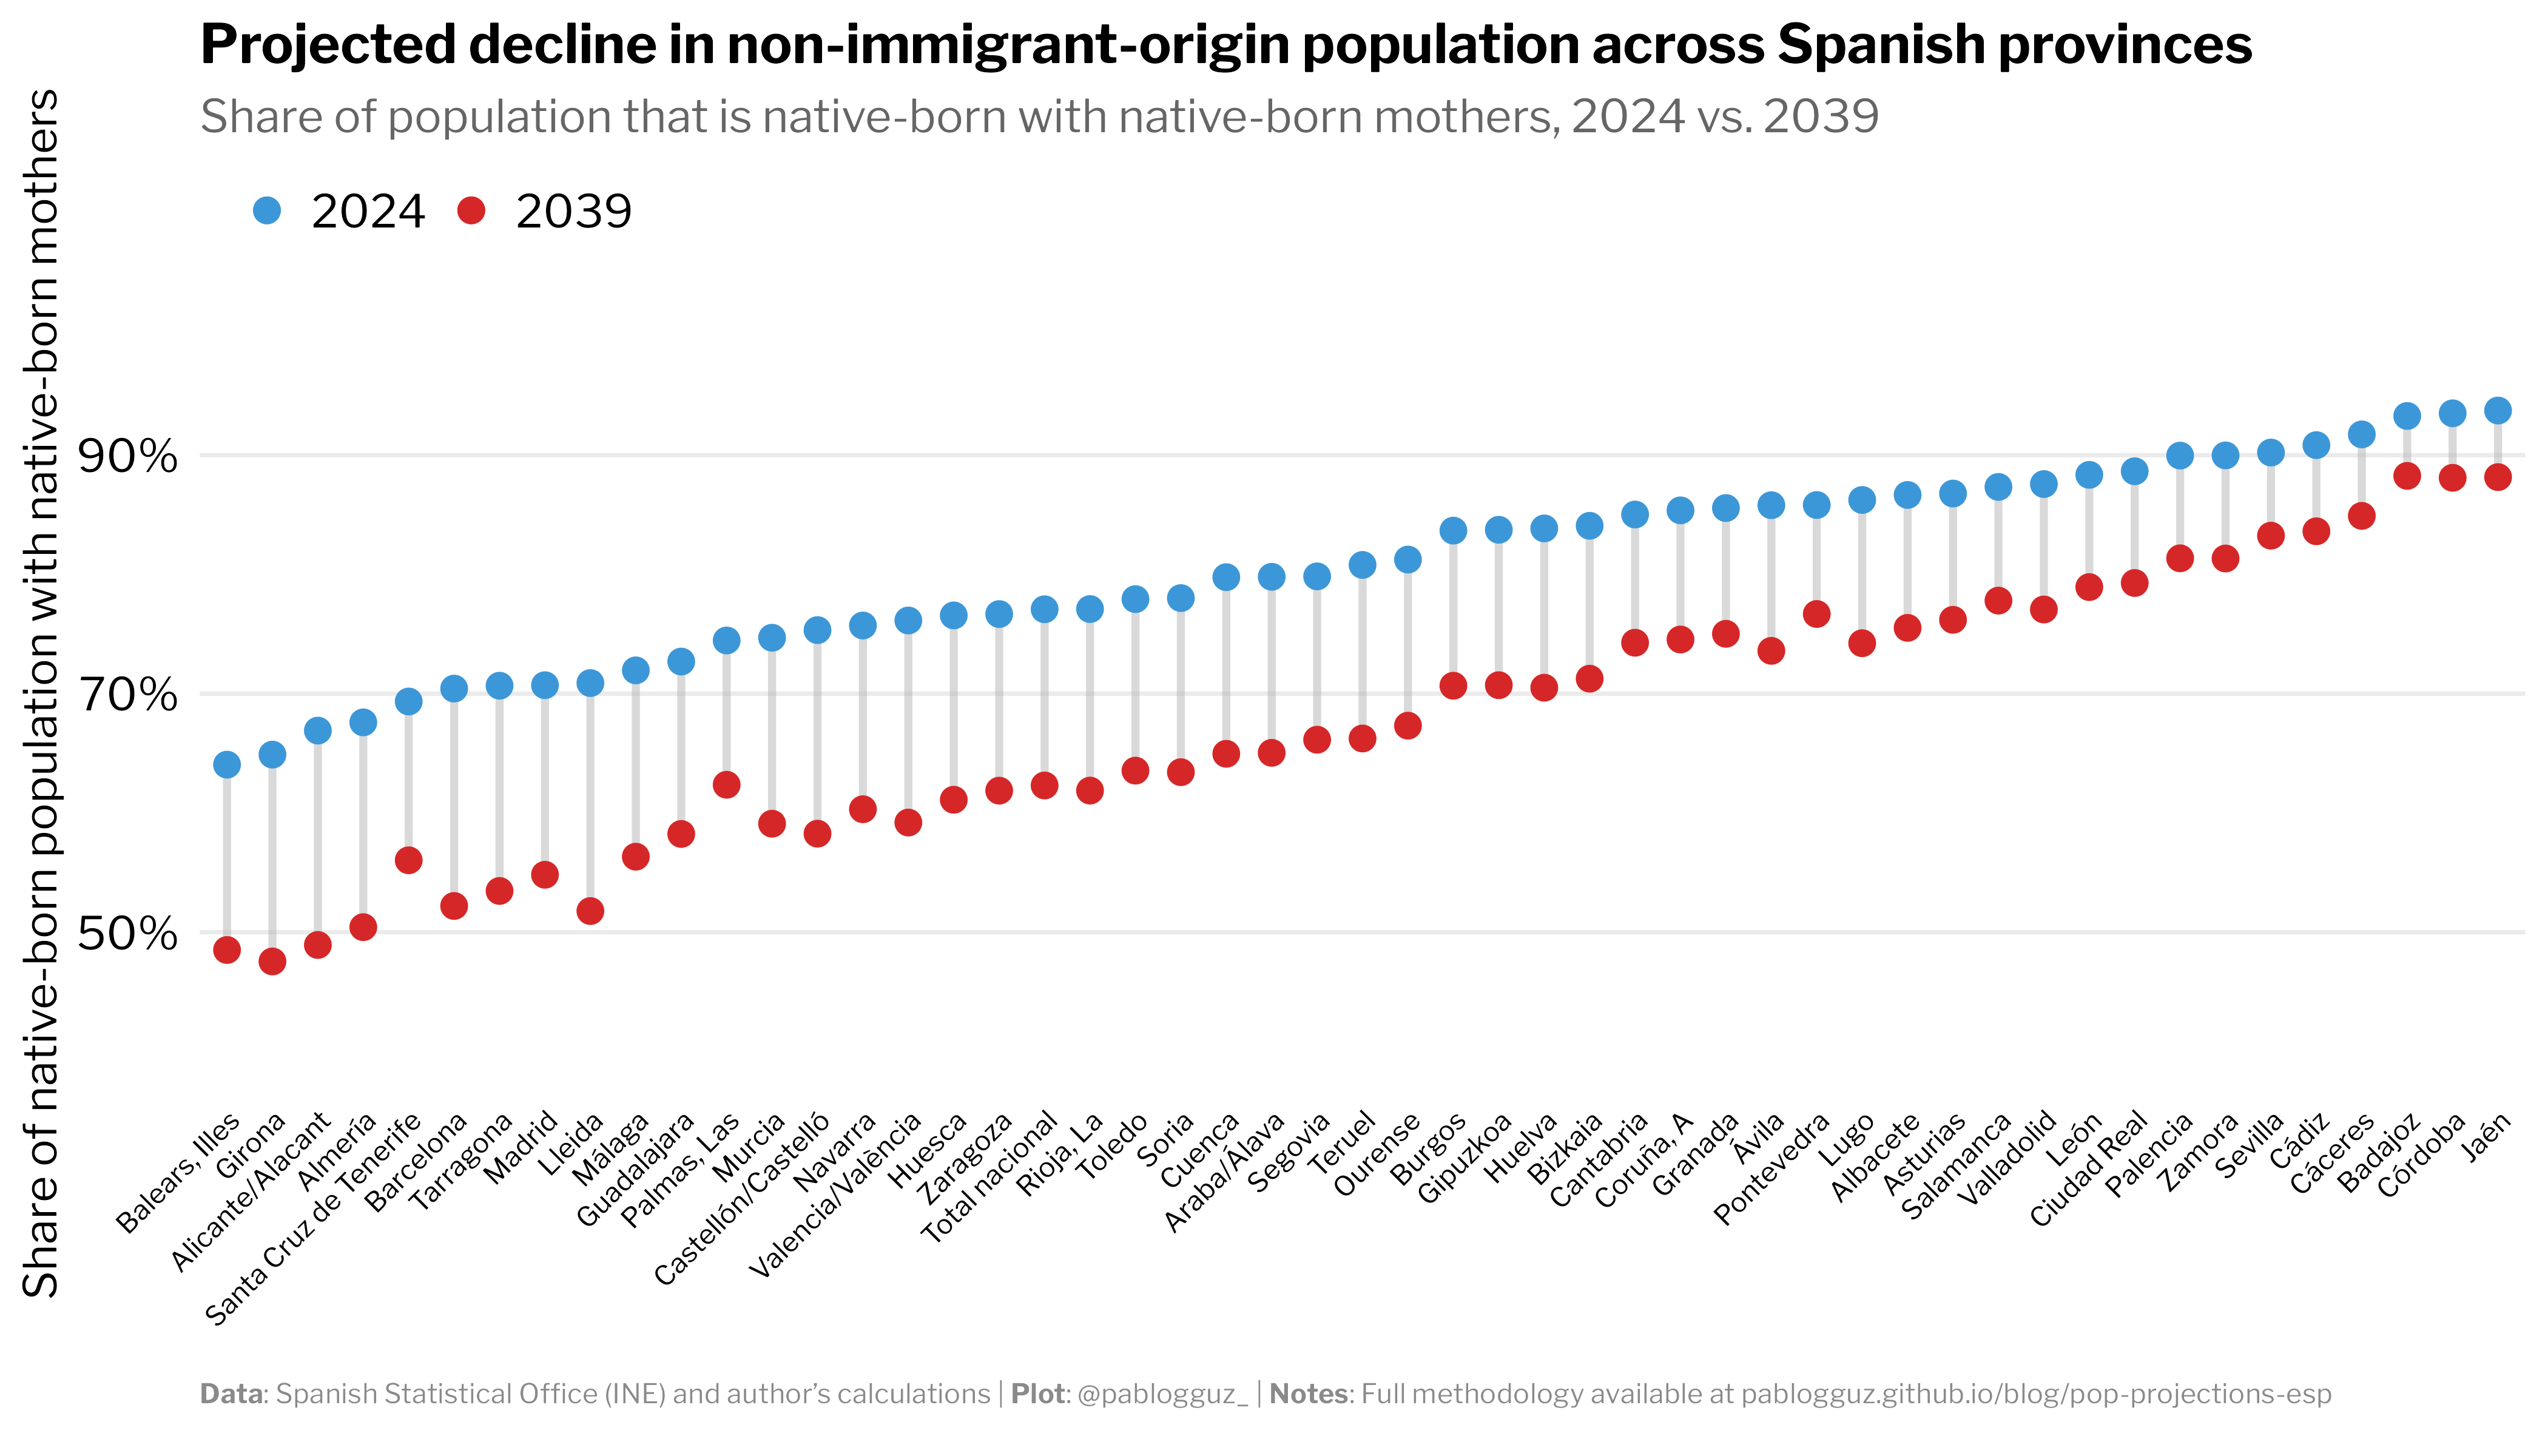 Projected decline in non-immigrant-origin population across Spanish provinces
Share of population that is native-born with native-born mothers, 2024 vs. 2039
2024
2039
Share of native-born population with native-born mothers
90%
70%
50%
Balears, Illes
Girona
Alicante/Alacant
Almería
Santa Cruz de Tenerife
Barcelona
Tarragona
Madrid
Lleida
Málaga
Guadalajara
Palmas, Las
Murcia
Castellón/Castelló
Navarra
Valencia/València
Huesca
Zaragoza
Total nacional
Rioja, La
Toledo
Soria
Cuenca
Araba/Álava
Segovia
Teruel
Ourense
Burgos
Gipuzkoa
Huelva
Bizkaia
Cantabria
Coruña, A
Granada
Ávila
Pontevedra
Lugo
Albacete
Asturias
Salamanca
Valladolid
León
Ciudad Real
Palencia
Zamora
Sevilla
Cádiz
Cáceres
Badajoz
Córdoba
Jaén
Data: Spanish Statistical Office (INE) and author’s calculations | Plot: @pablogguz_ | Notes: Full methodology available at pablogguz.github.io/blog/pop-projections-esp